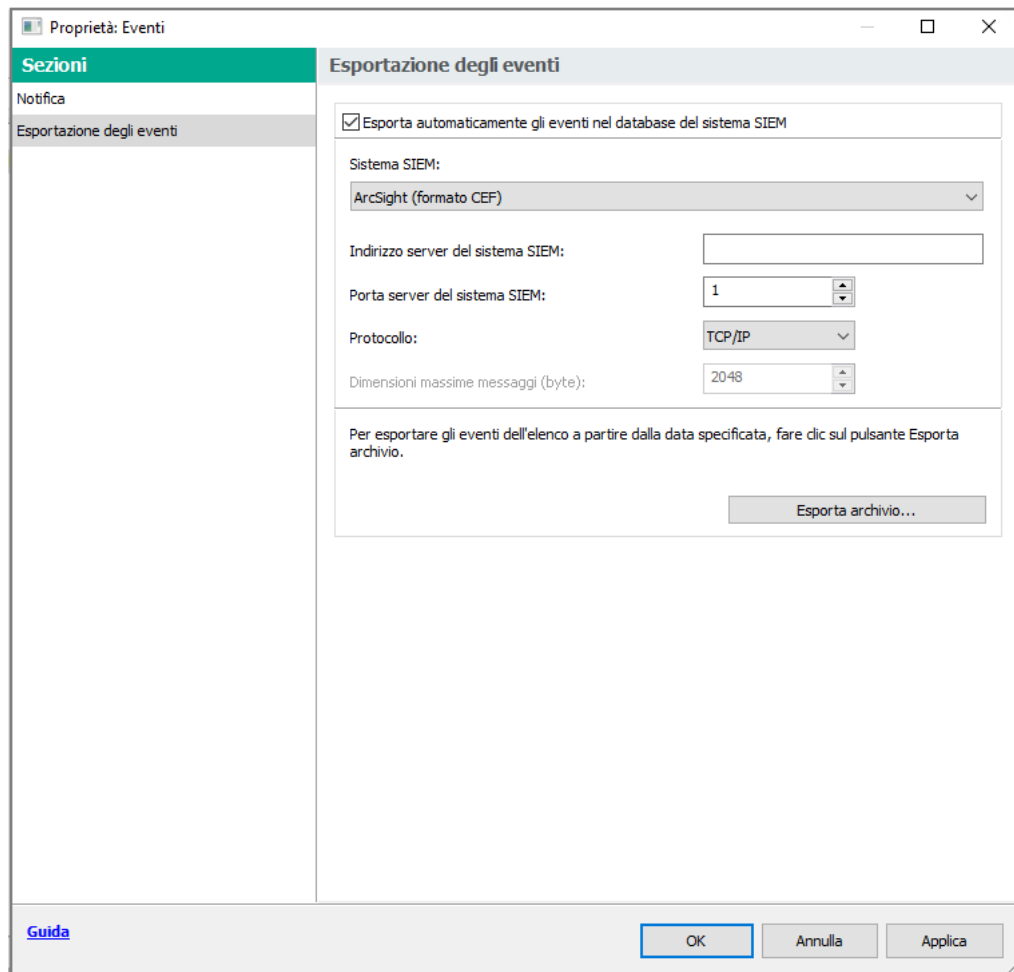 Proprietà: Eventi
Sezioni
Notifica
Esportazione degli eventi
Esportazione degli eventi
Esporta automaticamente gli eventi nel database del sistema SIEM
Sistema SIEM:
ArcSight (formato CEF)
Indirizzo server del sistema SIEM:
Porta server del sistema SIEM:
1
Protocollo:
TCP/IP
Dimensioni massime messaggi (byte):
2048
Per esportare gli eventi dell'elenco a partire dalla data specificata, fare clic sul pulsante Esporta
archivio.
Esporta archivio...
Guida
OK
Annulla
Applica